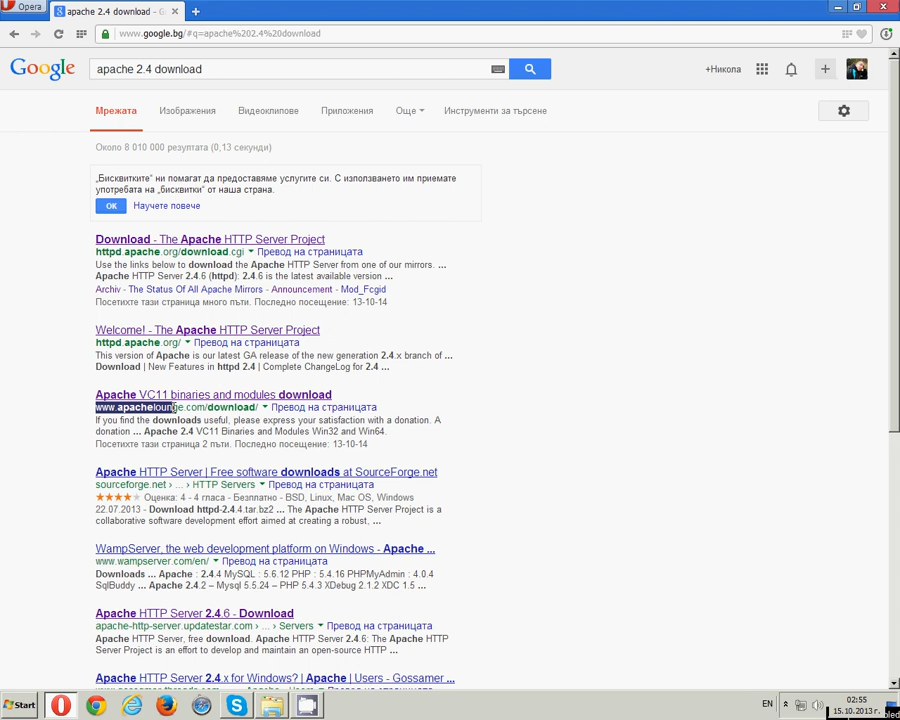 Opera
apache 2.4 download - G
www.google.bg/#q=apache%202.4%20download
Google
apache 2.4 download
+Никола
Мрежата Изображения Видеоклипове Приложения Още Инструменти за търсене
Около 8 010 000 резултата (0,13 секунди)
„Бисквитките“ ни помагат да предоставяме услугите си. С използването им приемате
употребата на „бисквитки“ от наша страна.
OK Научете повече
Download - The Apache HTTP Server Project
httpd.apache.org/download.cgi Превод на страницата
Use the links below to download the Apache HTTP Server from one of our mirrors. ...
Apache HTTP Server 2.4.6 (httpd): 2.4.6 is the latest available version ...
Archiv - The Status Of All Apache Mirrors - Announcement - Mod_Fcgid
Посетихте тази страница много пъти. Последно посещение: 13-10-14
Welcome! - The Apache HTTP Server Project
httpd.apache.org/ Превод на страницата
This version of Apache is our latest GA release of the new generation 2.4.x branch of ...
Download | New Features in httpd 2.4 | Complete ChangeLog for 2.4 ...
Apache VC11 binaries and modules download
www.apachelounge.com/download/ Превод на страницата
If you find the downloads useful, please express your satisfaction with a donation. A
donation ... Apache 2.4 VC11 Binaries and Modules Win32 and Win64.
Посетихте тази страница 2 пъти. Последно посещение: 13-10-14
Apache HTTP Server | Free software downloads at SourceForge.net
sourceforge.net › ... › HTTP Servers Превод на страницата
Оценка: 4 - 4 гласа - Безплатно - BSD, Linux, Mac OS, Windows
22.07.2013 - Download httpd-2.4.4.tar.bz2 ... The Apache HTTP Server Project is a
collaborative software development effort aimed at creating a robust, ...
WampServer, the web development platform on Windows - Apache ...
www.wampserver.com/en/ Превод на страницата
Downloads ... Apache : 2.4.4 MySQL : 5.6.12 PHP : 5.4.16 PHPMyAdmin : 4.0.4
SqlBuddy ... Apache 2.4.2 – Mysql 5.5.24 – PHP 5.4.3 XDebug 2.1.2 XDC 1.5 ...
Apache HTTP Server 2.4.6 - Download
apache-http-server.updatestar.com › ... › Servers Превод на страницата
Apache HTTP Server, free download. Apache HTTP Server 2.4.6: The Apache HTTP
Server Project is an effort to develop and maintain an open-source HTTP ...
Apache HTTP Server 2.4.x for Windows? | Apache | Users - Gossamer ...
Start
EN
02:55
15.10.2013 г.